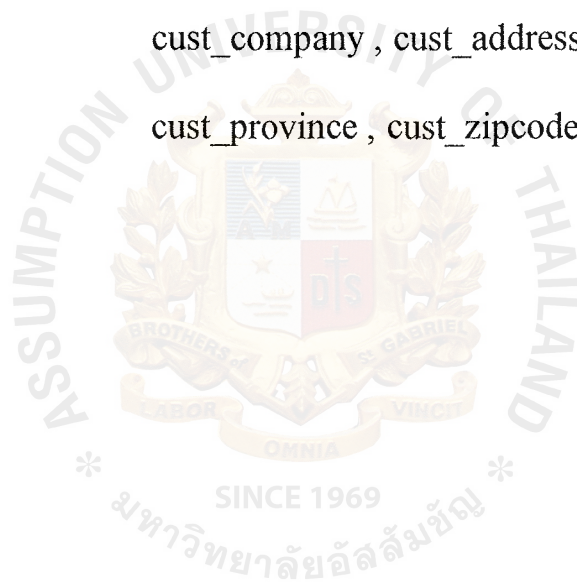 cust_company , cust_address
cust_province , cust_zipcode
ASSUMPTION UNIVERSITY OF THAILAND
A M
D S
BROTHERS of St GABRIEL
LABOR
OMNIA
VINCIT
SINCE 1969
* มหาวิทยาลัยอัสสัมชัญ *